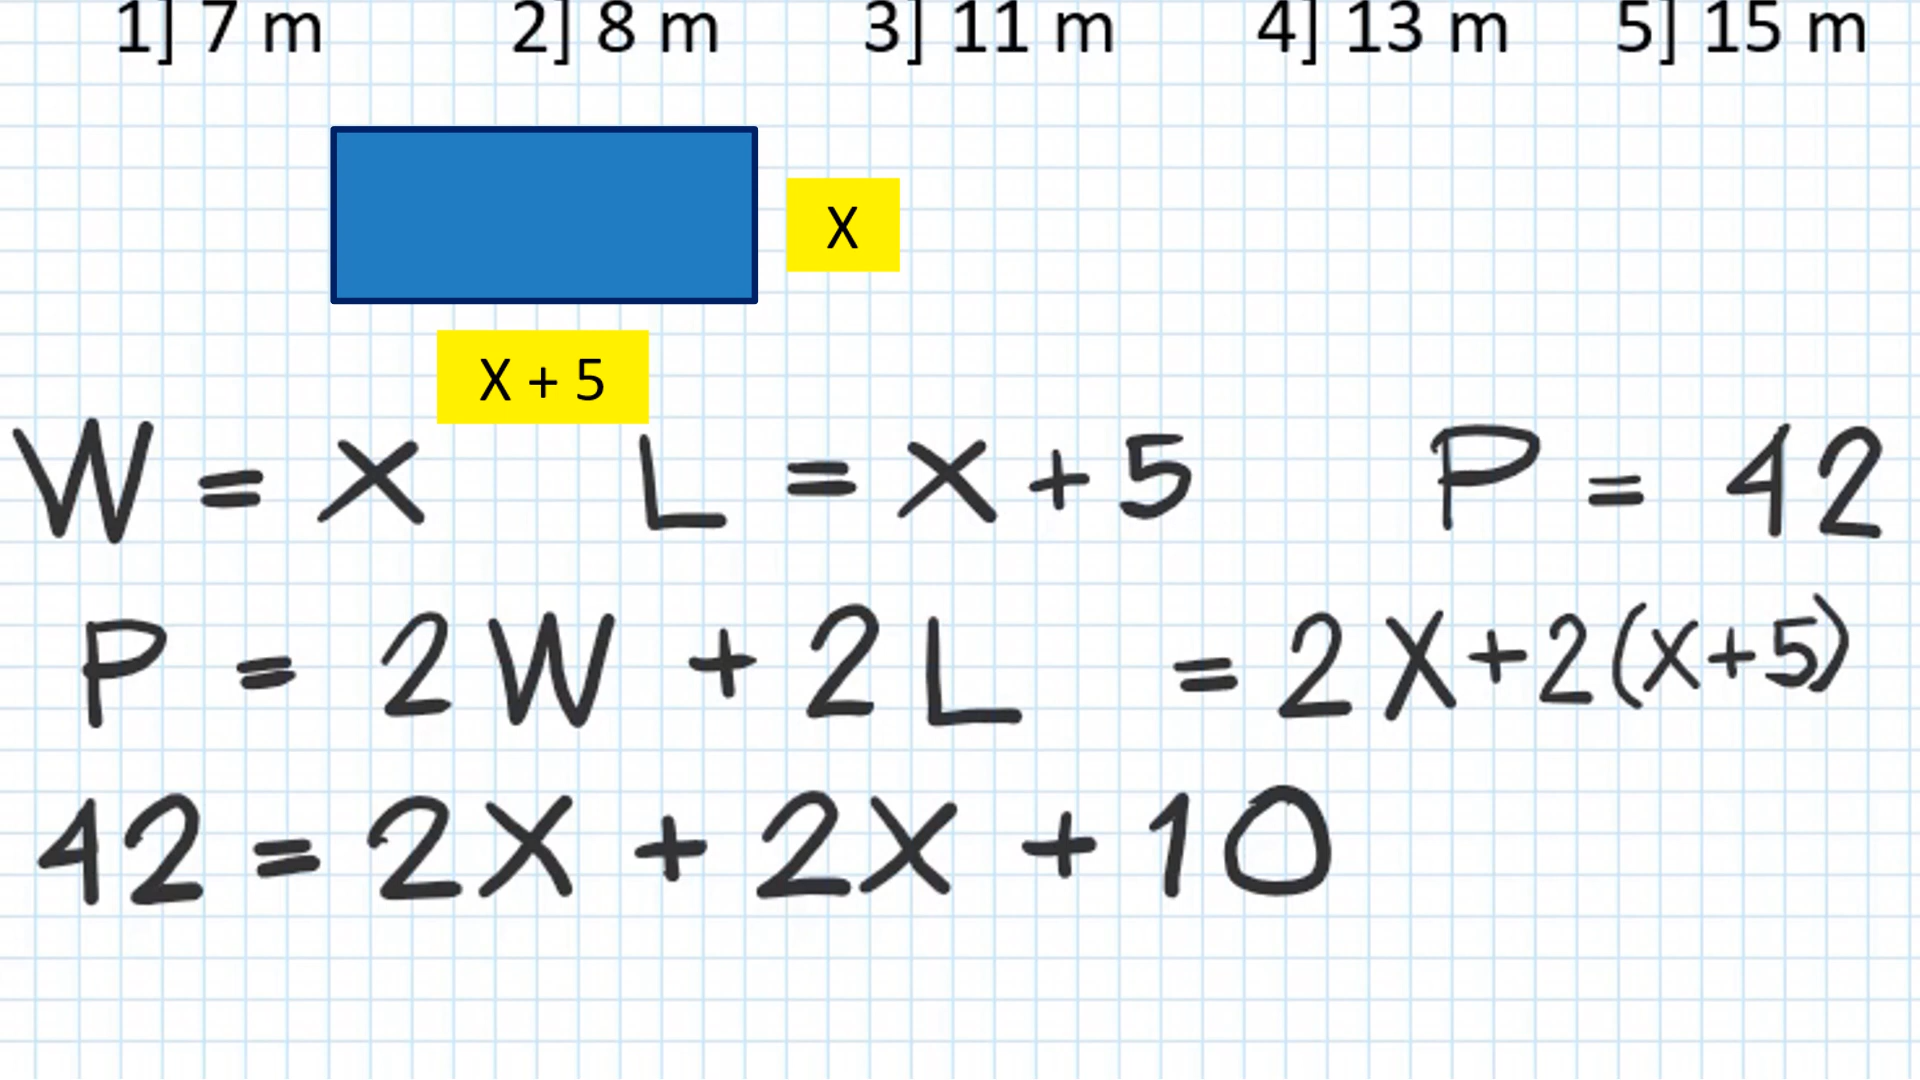 1] 7 m 2] 8 m 3] 11 m 4] 13 m 5] 15 m
X
X + 5
W = X L = X + 5 P = 42
P = 2W + 2L = 2X+2(X+5)
42 = 2X + 2X + 10